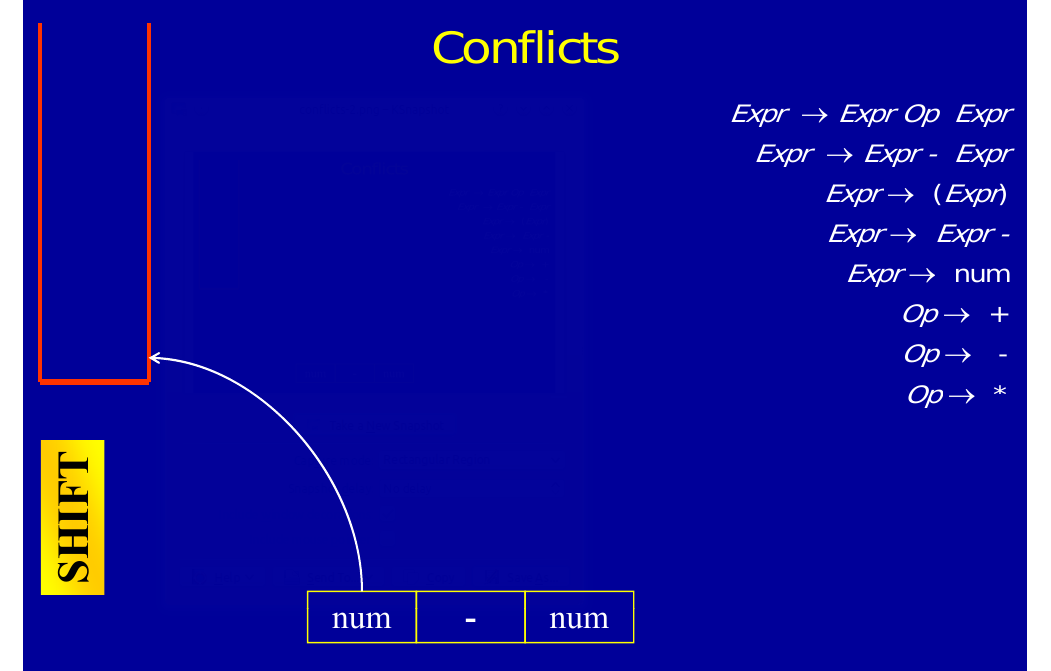 Conflicts
Expr → Expr Op Expr
Expr → Expr - Expr
Expr → (Expr)
Expr → Expr -
Expr → num
Op → +
Op → -
Op → *
SHIFT
num - num